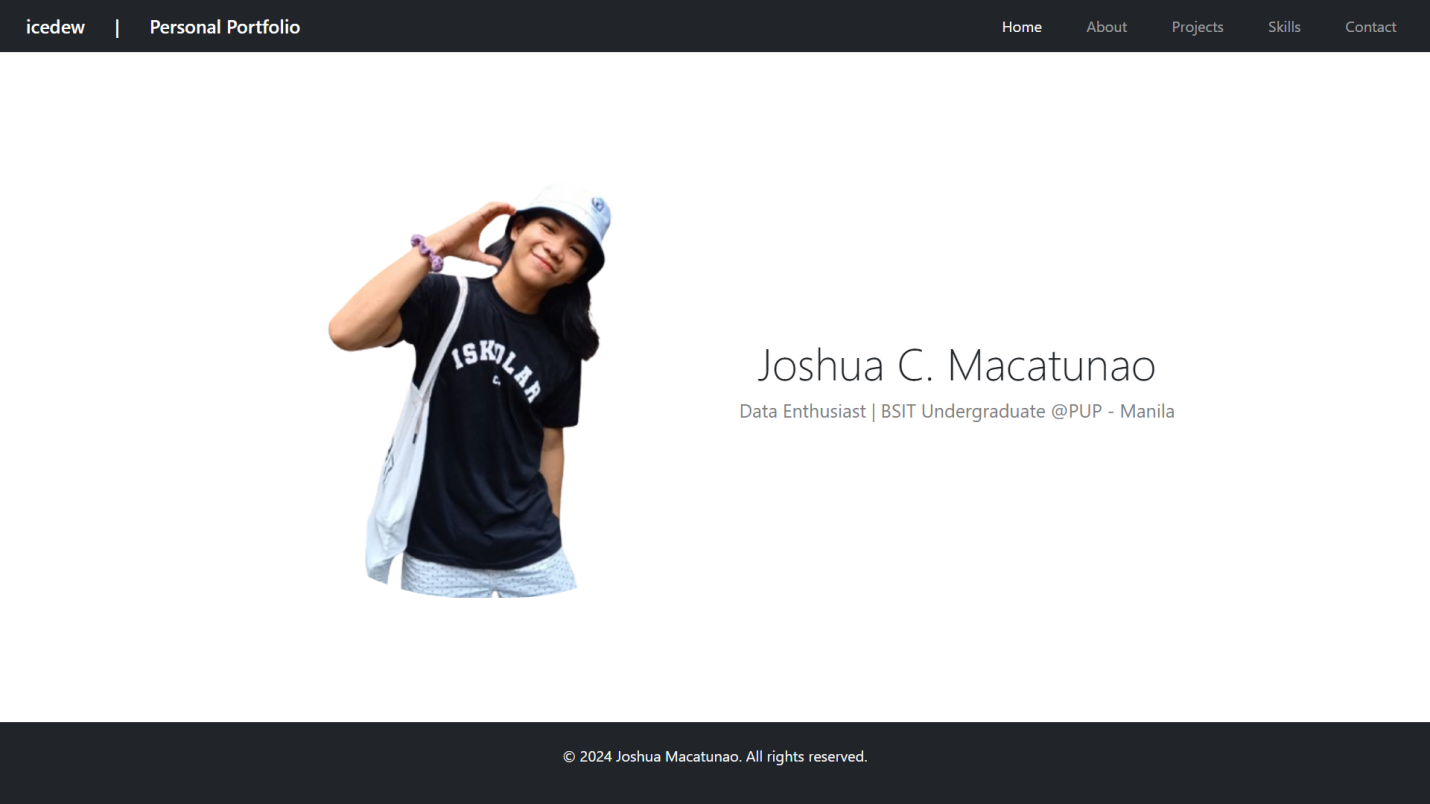 icedew | Personal Portfolio Home About Projects Skills Contact
ISKOLAR
Joshua C. Macatunao
Data Enthusiast | BSIT Undergraduate @PUP - Manila
© 2024 Joshua Macatunao. All rights reserved.